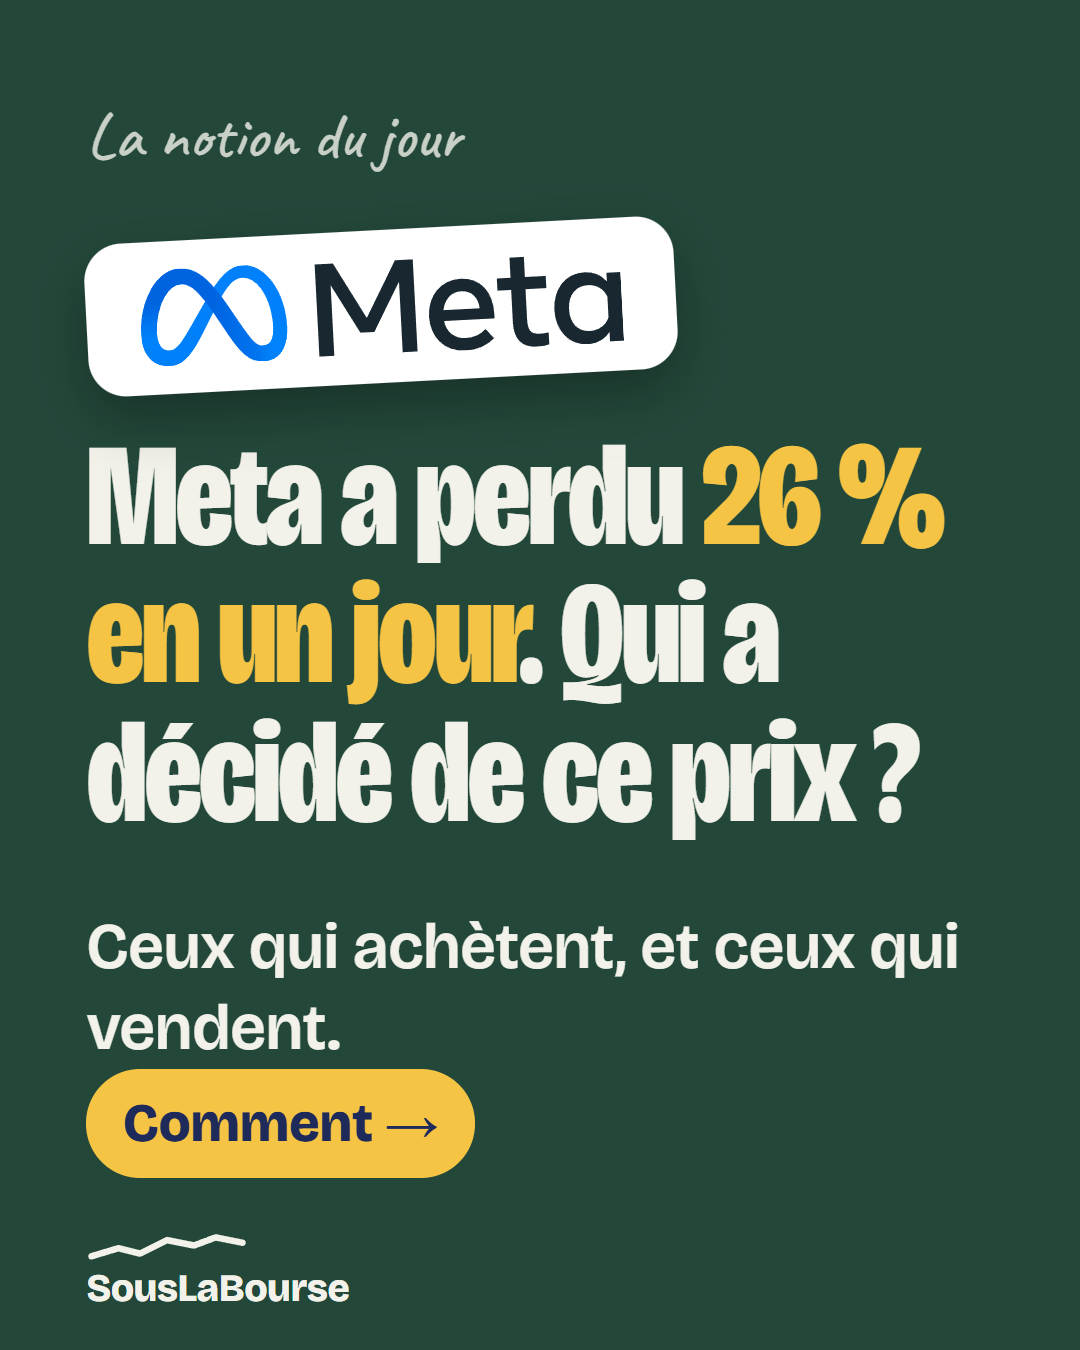 La notion du jour
Meta
Meta a perdu 26 %
en un jour. Qui a
décidé de ce prix ?
Ceux qui achètent, et ceux qui
vendent.
Comment →
SousLaBourse